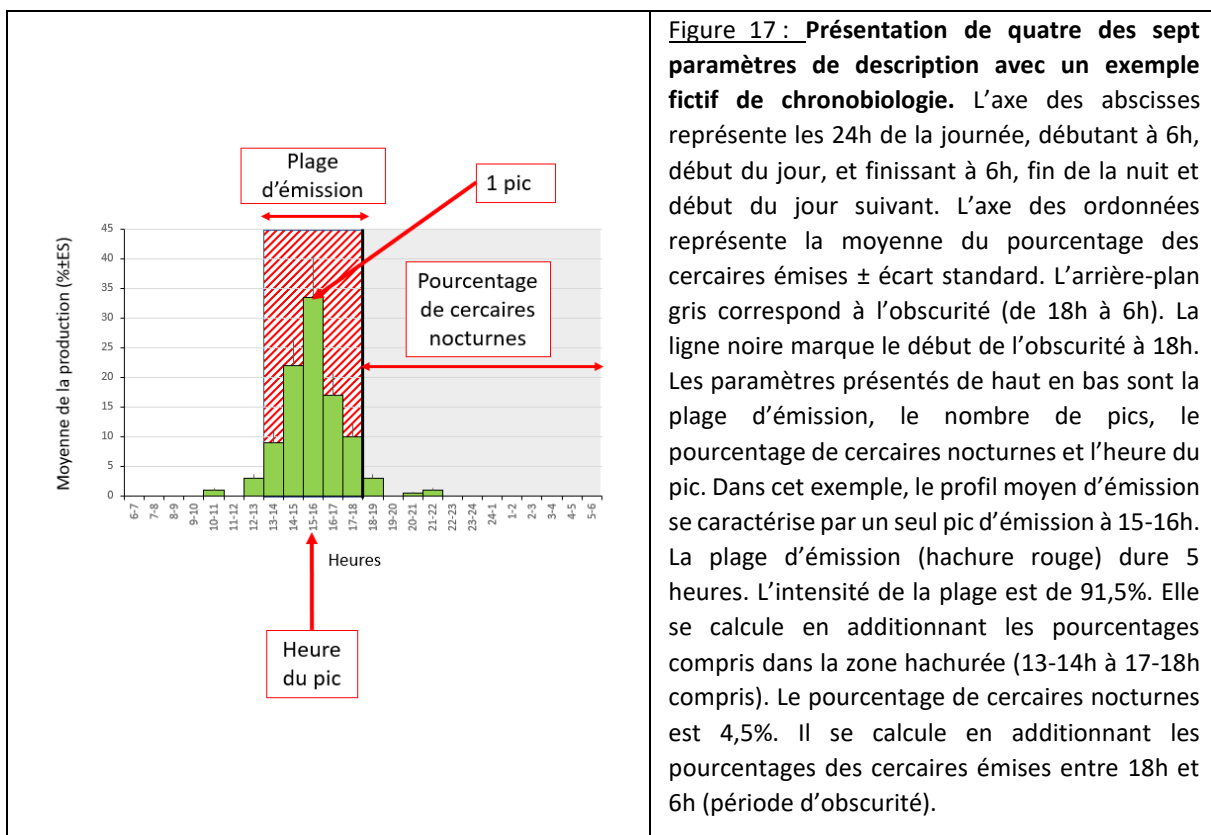 Plage
d’émission
1 pic
Pourcentage
de cercaires
nocturnes
Moyenne de la production (%±ES)
45
40
35
30
25
20
15
10
5
0
6-7
7-8
8-9
9-10
10-11
11-12
12-13
13-14
14-15
15-16
16-17
17-18
18-19
19-20
20-21
21-22
22-23
23-24
24-1
1-2
2-3
3-4
4-5
5-6
Heures
Heure
du pic
Figure 17 : Présentation de quatre des sept
paramètres de description avec un exemple
fictif de chronobiologie. L’axe des abscisses
représente les 24h de la journée, débutant à 6h,
début du jour, et finissant à 6h, fin de la nuit et
début du jour suivant. L’axe des ordonnées
représente la moyenne du pourcentage des
cercaires émises ± écart standard. L’arrière-plan
gris correspond à l’obscurité (de 18h à 6h). La
ligne noire marque le début de l’obscurité à 18h.
Les paramètres présentés de haut en bas sont la
plage d’émission, le nombre de pics, le
pourcentage de cercaires nocturnes et l’heure du
pic. Dans cet exemple, le profil moyen d’émission
se caractérise par un seul pic d’émission à 15-16h.
La plage d’émission (hachure rouge) dure 5
heures. L’intensité de la plage est de 91,5%. Elle
se calcule en additionnant les pourcentages
compris dans la zone hachurée (13-14h à 17-18h
compris). Le pourcentage de cercaires nocturnes
est 4,5%. Il se calcule en additionnant les
pourcentages des cercaires émises entre 18h et
6h (période d’obscurité).